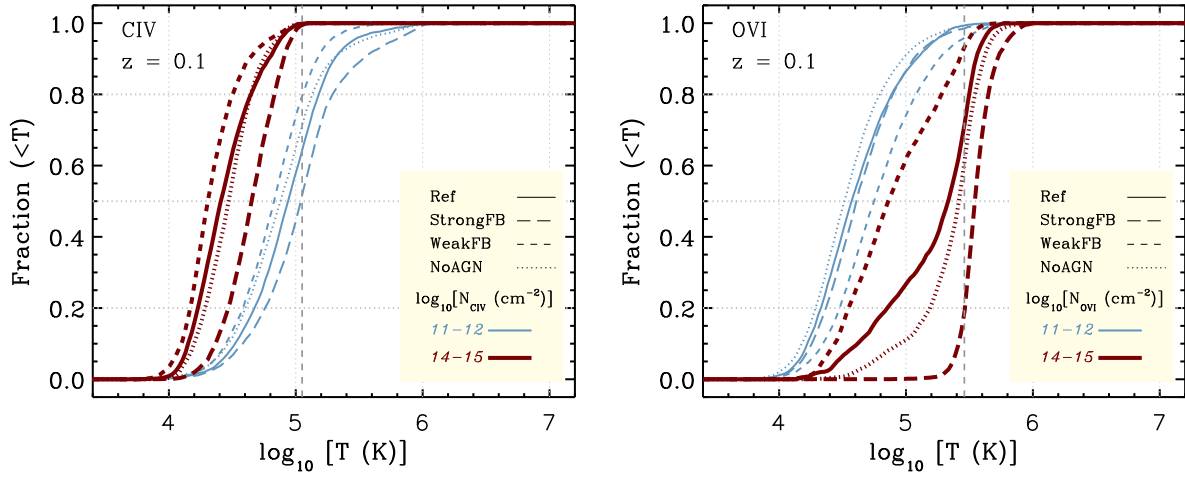 CIV
z = 0.1
Fraction (<T)
1.0
0.8
0.6
0.4
0.2
0.0
Ref
StrongFB
WeakFB
NoAGN
log10[NCIV (cm−2)]
11−12
14−15
4
5
6
7
log10 [T (K)]
OVI
z = 0.1
Fraction (<T)
1.0
0.8
0.6
0.4
0.2
0.0
Ref
StrongFB
WeakFB
NoAGN
log10[NOVI (cm−2)]
11−12
14−15
4
5
6
7
log10 [T (K)]